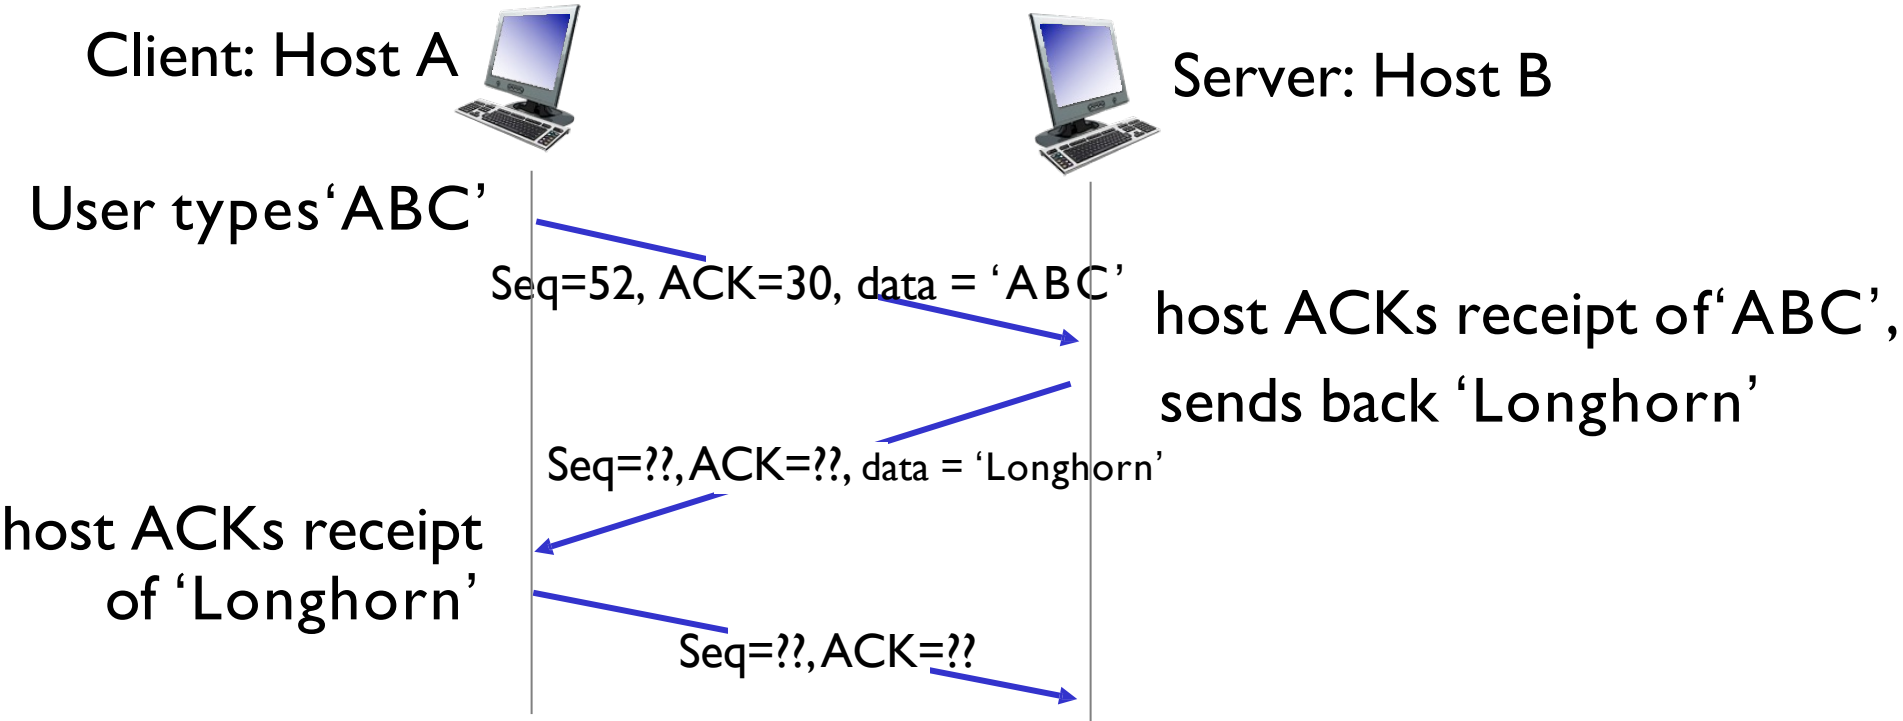 Client: Host A
Server: Host B
User types ‘ABC’
Seq=52, ACK=30, data = ‘ABC’
host ACKs receipt of ‘ABC’,
sends back ‘Longhorn’
Seq=??, ACK=??, data = ‘Longhorn’
host ACKs receipt
of ‘Longhorn’
Seq=??, ACK=??